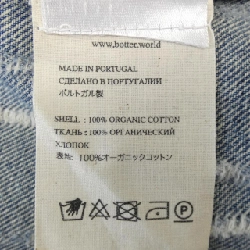 www.botter.world
MADE IN PORTUGAL
СДЕЛАНО В ПОРТУГАЛИИ
ポルトガル製
SHELL : 100% ORGANIC COTTON
ТКАНЬ : 100% ОРГАНИЧЕСКИЙ
ХЛОПОК
表地: 100%オーガニックコットン